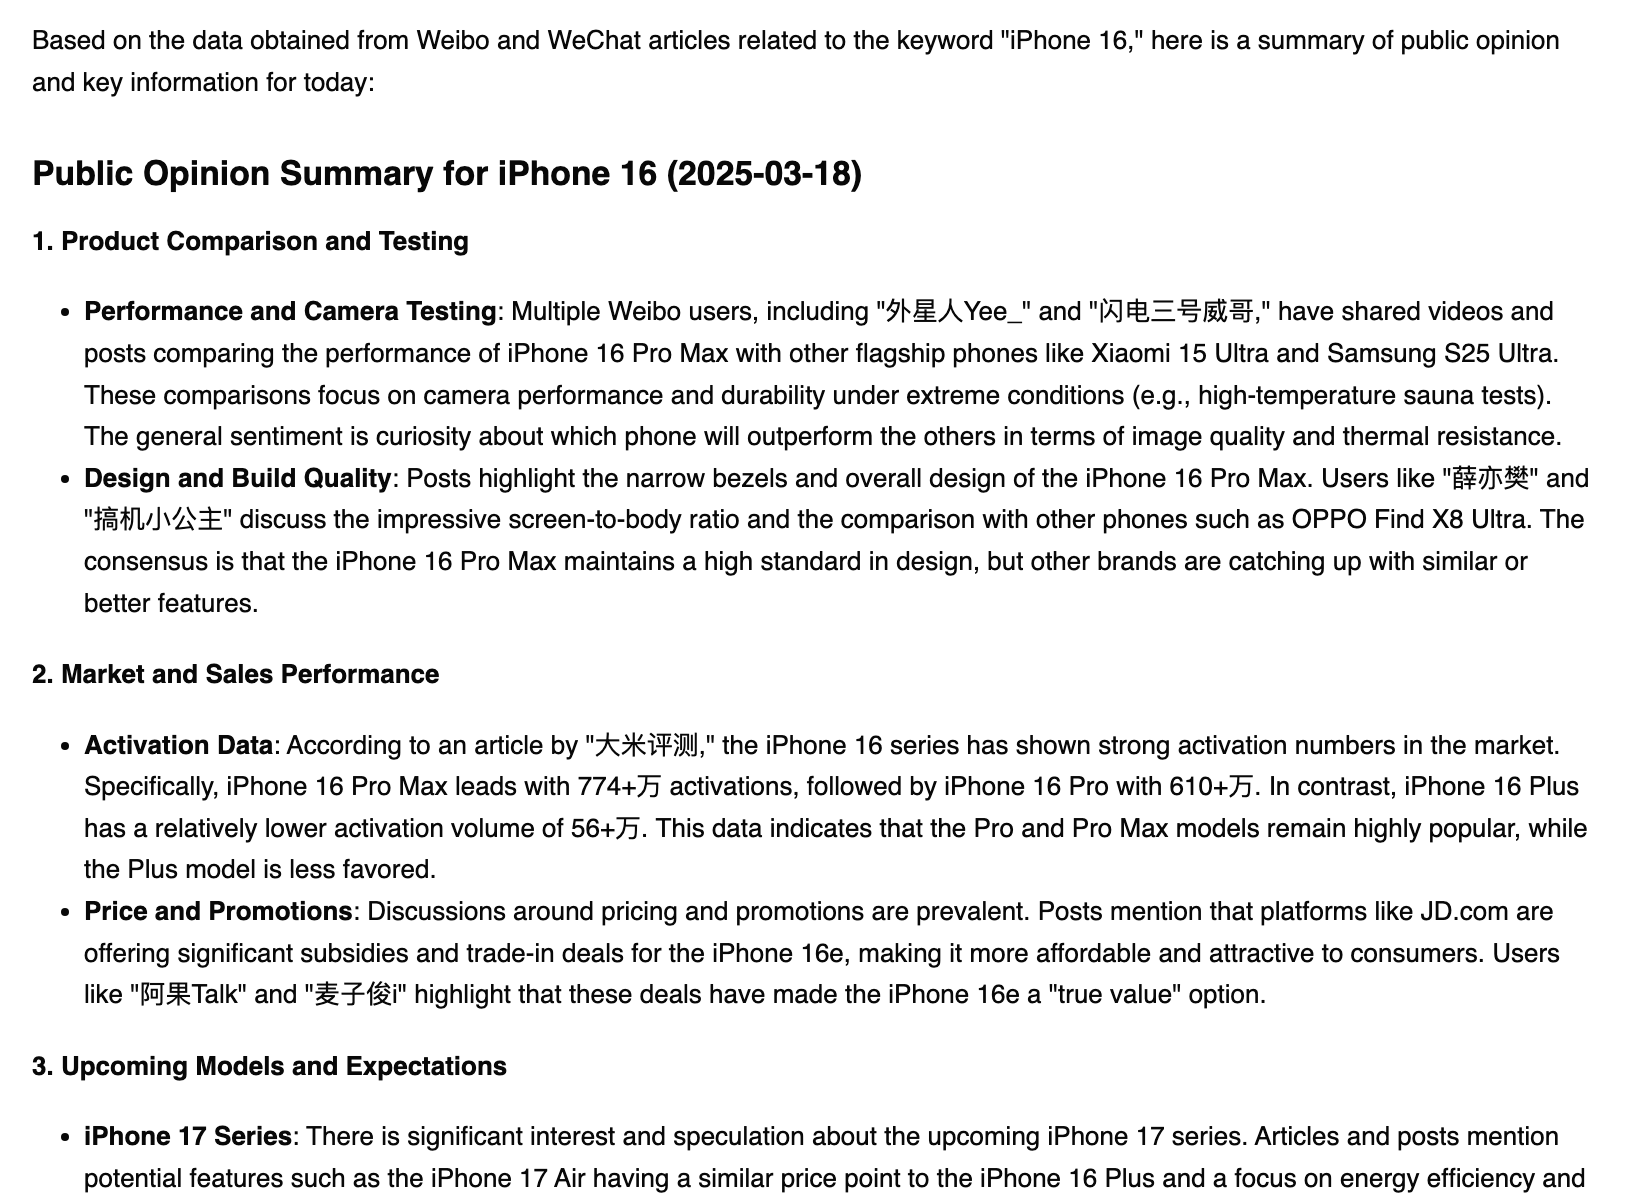 Based on the data obtained from Weibo and WeChat articles related to the keyword "iPhone 16," here is a summary of public opinion
and key information for today:
Public Opinion Summary for iPhone 16 (2025-03-18)
1. Product Comparison and Testing
• Performance and Camera Testing: Multiple Weibo users, including "外星人Yee_" and "闪电三号威哥," have shared videos and
posts comparing the performance of iPhone 16 Pro Max with other flagship phones like Xiaomi 15 Ultra and Samsung S25 Ultra.
These comparisons focus on camera performance and durability under extreme conditions (e.g., high-temperature sauna tests).
The general sentiment is curiosity about which phone will outperform the others in terms of image quality and thermal resistance.
• Design and Build Quality: Posts highlight the narrow bezels and overall design of the iPhone 16 Pro Max. Users like "薛亦樊" and
"搞机小公主" discuss the impressive screen-to-body ratio and the comparison with other phones such as OPPO Find X8 Ultra. The
consensus is that the iPhone 16 Pro Max maintains a high standard in design, but other brands are catching up with similar or
better features.
2. Market and Sales Performance
• Activation Data: According to an article by "大米评测," the iPhone 16 series has shown strong activation numbers in the market.
Specifically, iPhone 16 Pro Max leads with 774+万 activations, followed by iPhone 16 Pro with 610+万. In contrast, iPhone 16 Plus
has a relatively lower activation volume of 56+万. This data indicates that the Pro and Pro Max models remain highly popular, while
the Plus model is less favored.
• Price and Promotions: Discussions around pricing and promotions are prevalent. Posts mention that platforms like JD.com are
offering significant subsidies and trade-in deals for the iPhone 16e, making it more affordable and attractive to consumers. Users
like "阿果Talk" and "麦子俊i" highlight that these deals have made the iPhone 16e a "true value" option.
3. Upcoming Models and Expectations
• iPhone 17 Series: There is significant interest and speculation about the upcoming iPhone 17 series. Articles and posts mention
potential features such as the iPhone 17 Air having a similar price point to the iPhone 16 Plus and a focus on energy efficiency and